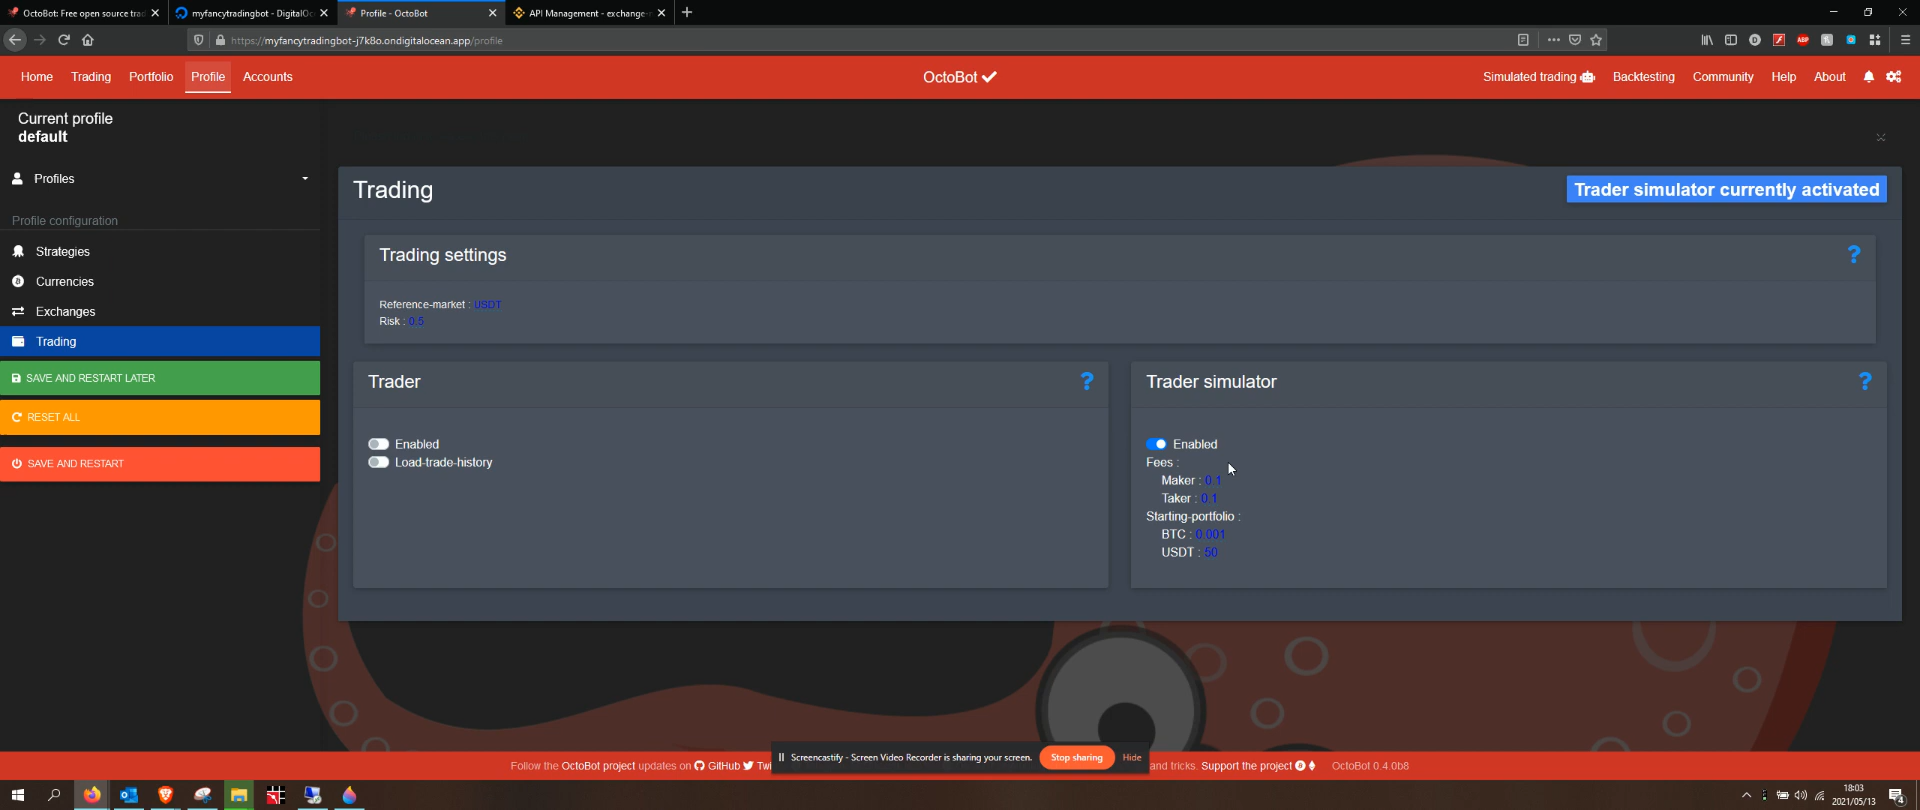 OctoBot: Free open source trad
myfancytradingbot - DigitalOc
Profile - OctoBot
API Management - exchange-
https://myfancytradingbot-j7k8o.ondigitalocean.app/profile
Home Trading Portfolio Profile Accounts
OctoBot
Simulated trading Backtesting Community Help About
Current profile
default
Profiles
Profile configuration
Strategies
Currencies
Exchanges
Trading
SAVE AND RESTART LATER
RESET ALL
SAVE AND RESTART
Trading
Trader simulator currently activated
Trading settings
?
Reference-market : USDT
Risk : 0.5
Trader
?
Enabled
Load-trade-history
Trader simulator
?
Enabled
Fees :
Maker : 0.1
Taker : 0.1
Starting-portfolio :
BTC : 0.001
USDT : 50
Follow the OctoBot project updates on GitHub Twi
Screencastify - Screen Video Recorder is sharing your screen. Stop sharing Hide
and tricks. Support the project OctoBot 0.4.0b8
ABP
18:03
2021/05/13
4